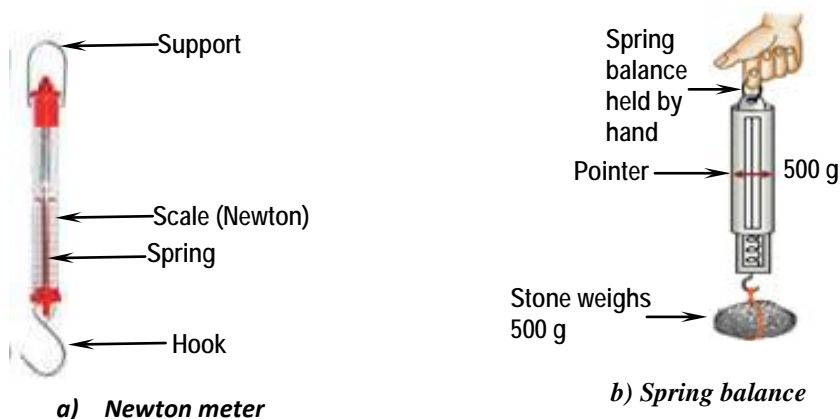 Support
Scale (Newton)
Spring
Hook
a) Newton meter
Spring
balance
held by
hand
Pointer
500 g
Stone weighs
500 g
b) Spring balance